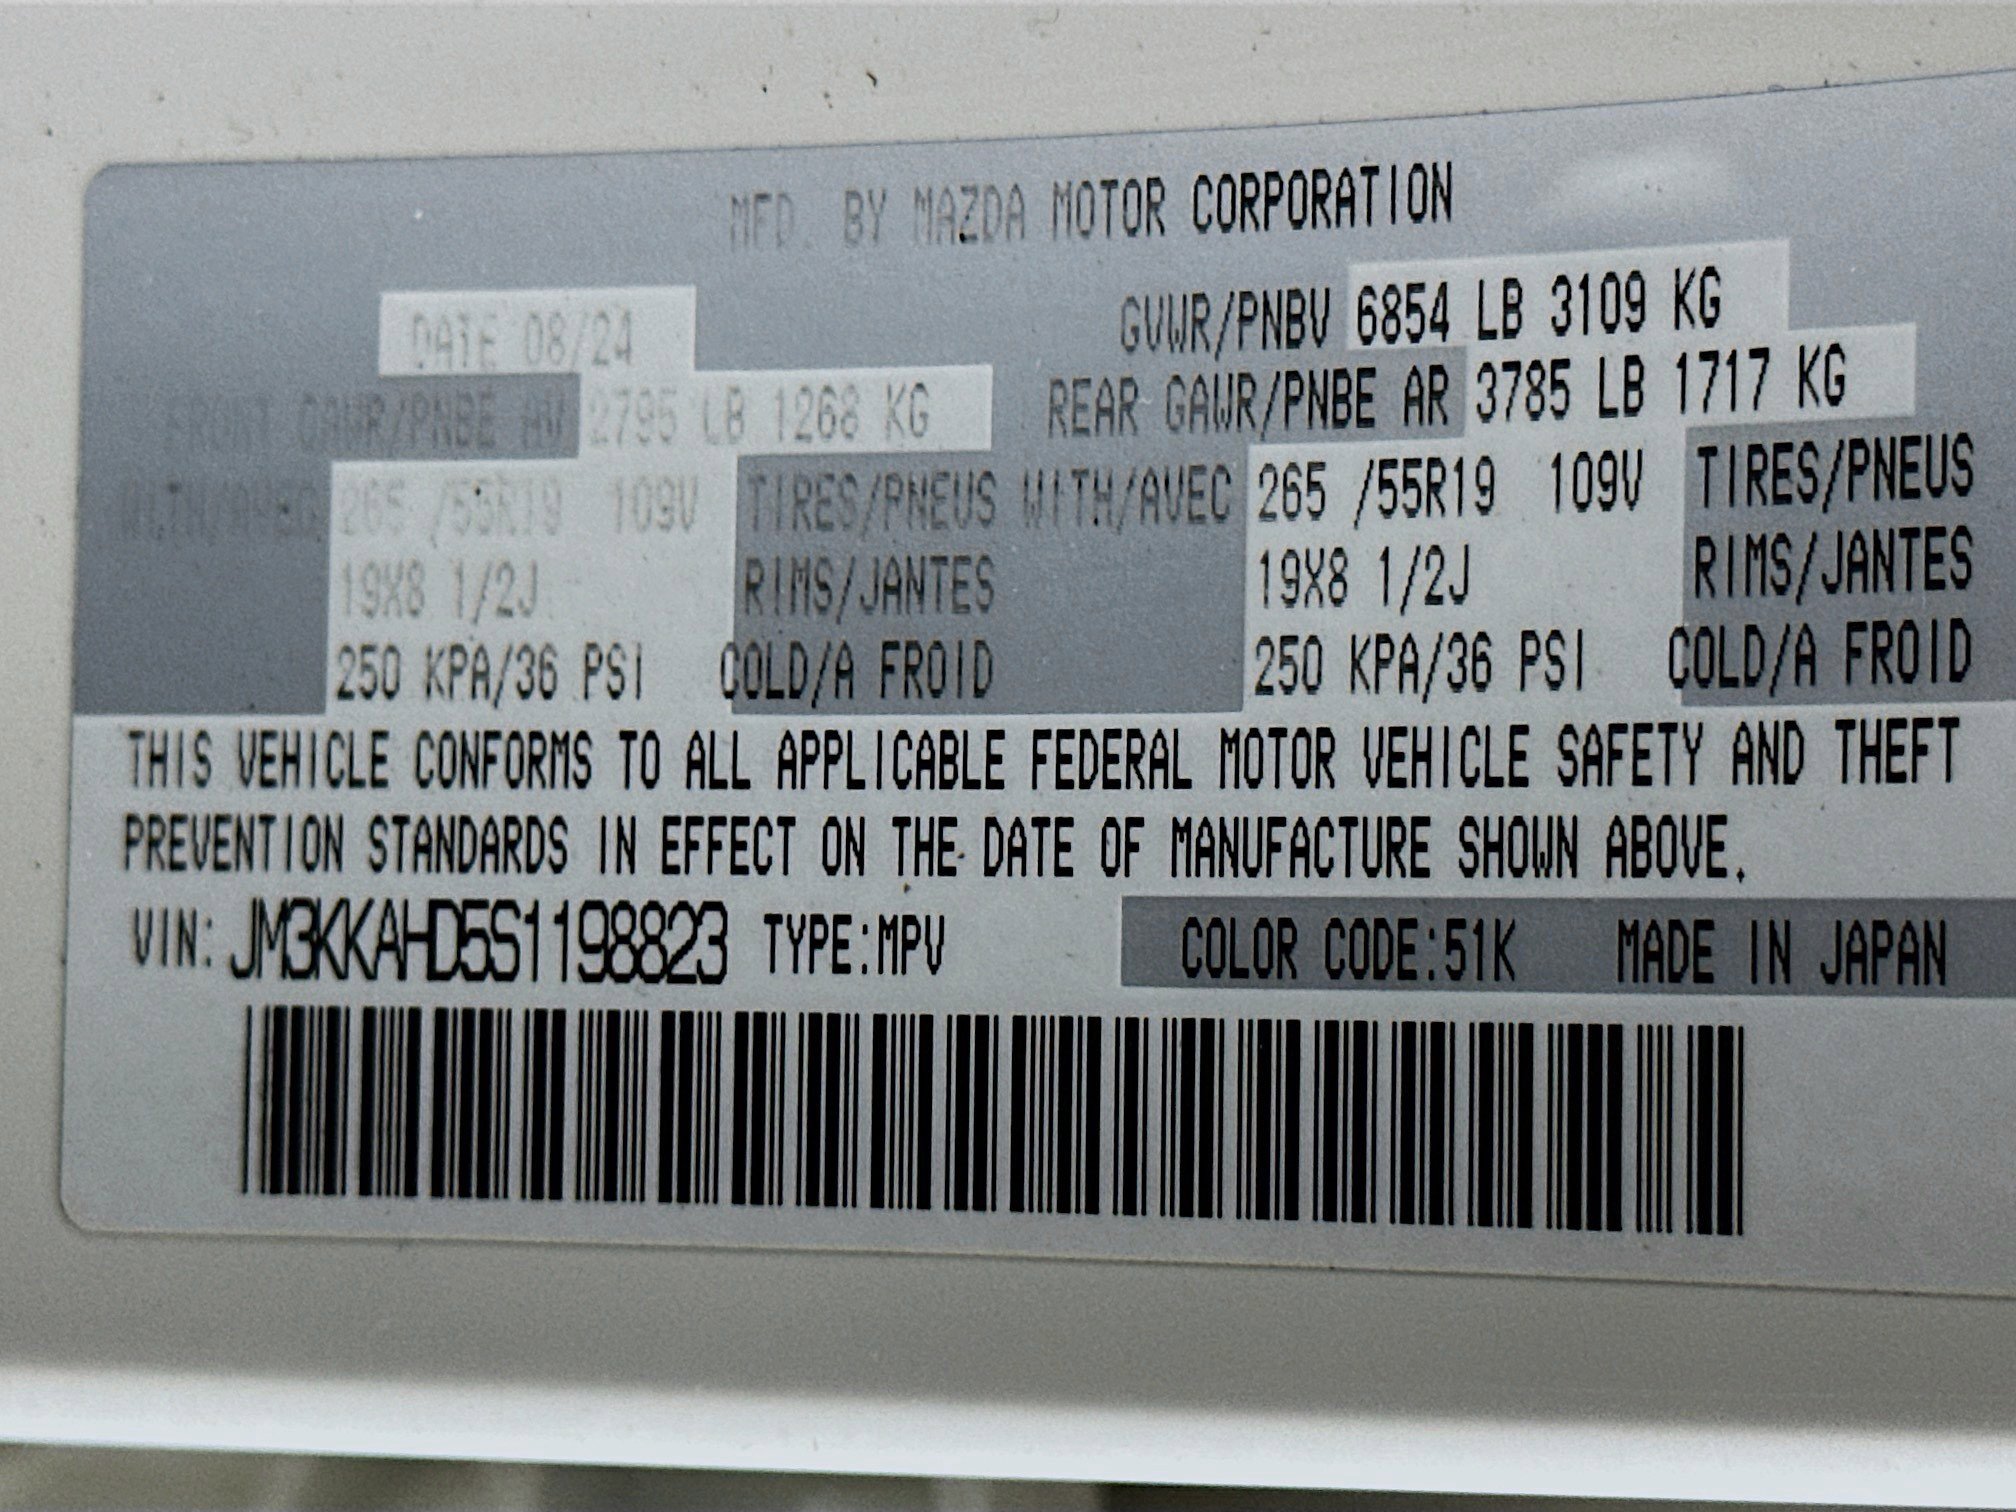 MFD. BY MAZDA MOTOR CORPORATION
DATE 08/24
GVWR/PNBV 6854 LB 3109 KG
FRONT GAWR/PNBE AV 2795 LB 1268 KG REAR GAWR/PNBE AR 3785 LB 1717 KG
WITH/AVEC 265 /55R19 109V TIRES/PNEUS WITH/AVEC 265 /55R19 109V TIRES/PNEUS
19X8 1/2J RIMS/JANTES 19X8 1/2J RIMS/JANTES
250 KPA/36 PSI COLD/A FROID 250 KPA/36 PSI COLD/A FROID
THIS VEHICLE CONFORMS TO ALL APPLICABLE FEDERAL MOTOR VEHICLE SAFETY AND THEFT
PREVENTION STANDARDS IN EFFECT ON THE DATE OF MANUFACTURE SHOWN ABOVE.
VIN: JM3KKAHD5S1198823 TYPE:MPV COLOR CODE:51K MADE IN JAPAN